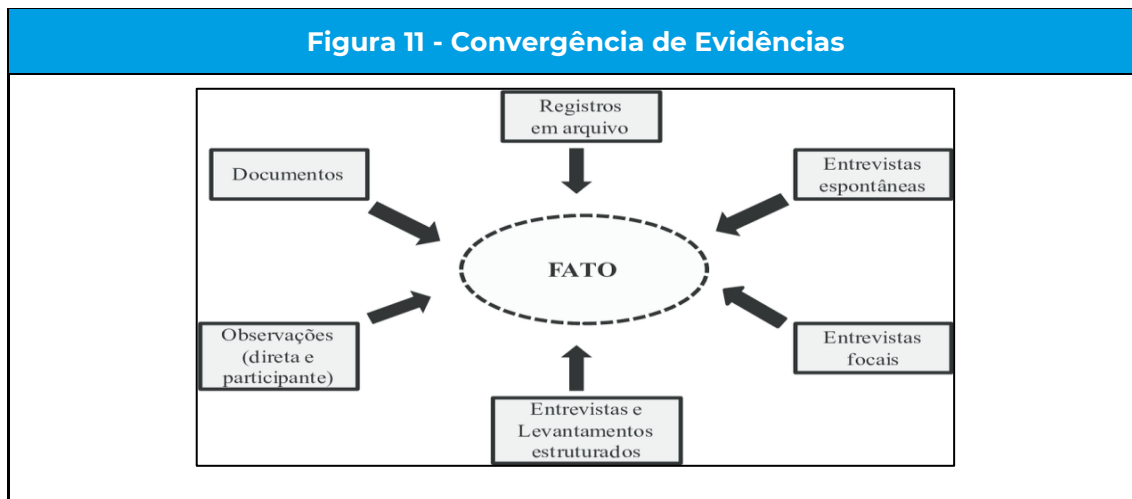 Figura 11 - Convergência de Evidências
Registros
em arquivo
Documentos
Entrevistas
espontâneas
FATO
Observações
(direta e
participante)
Entrevistas
focais
Entrevistas e
Levantamentos
estruturados